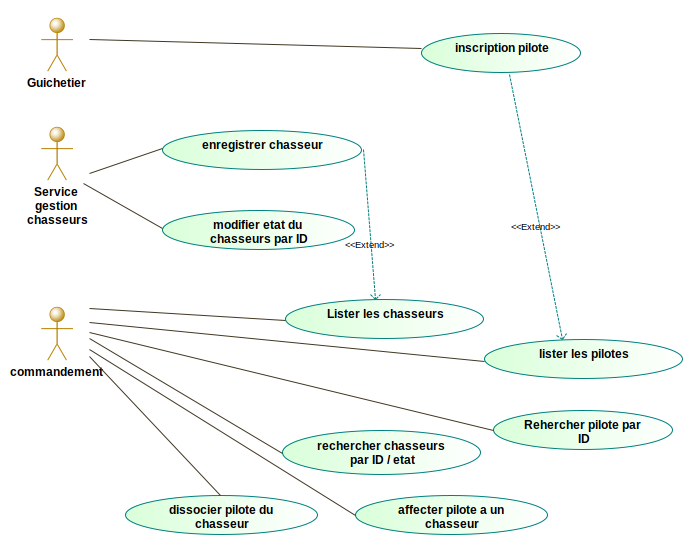 inscription pilote
Guichetier
enregistrer chasseur
Service
gestion
chasseurs
modifier etat du
chasseurs par ID
<<Extend>>
<<Extend>>
Lister les chasseurs
lister les pilotes
commandement
Rehercher pilote par
ID
rechercher chasseurs
par ID / etat
dissocier pilote du
chasseur
affecter pilote a un
chasseur